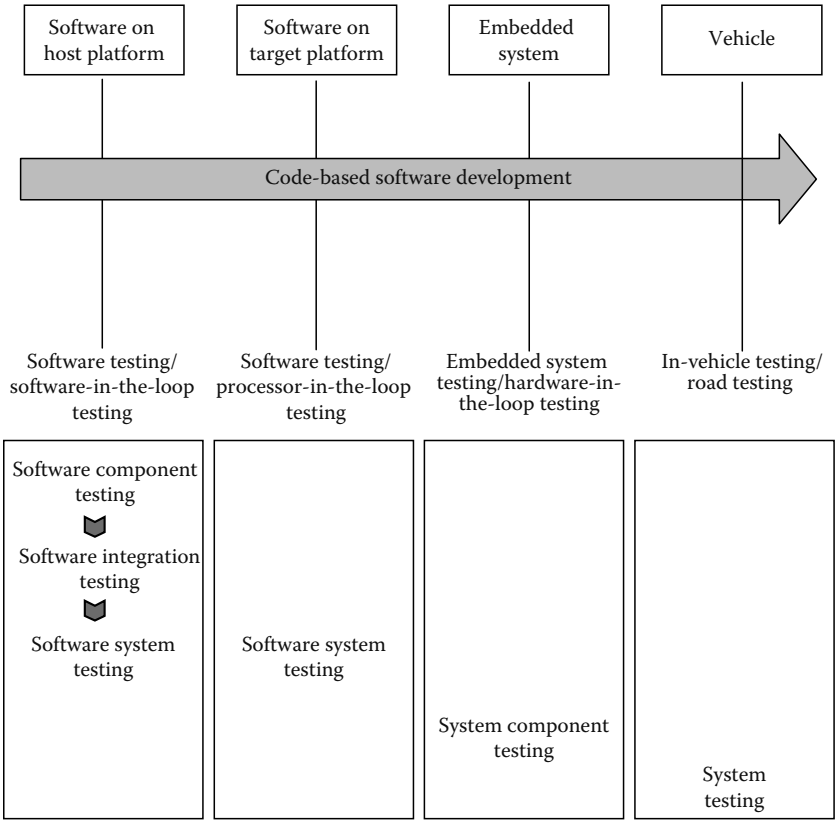 Software on
host platform
Software on
target platform
Embedded
system
Vehicle
Code-based software development
Software testing/
software-in-the-loop
testing
Software testing/
processor-in-the-loop
testing
Embedded system
testing/hardware-in-
the-loop testing
In-vehicle testing/
road testing
Software component
testing
Software integration
testing
Software system
testing
Software system
testing
System component
testing
System
testing